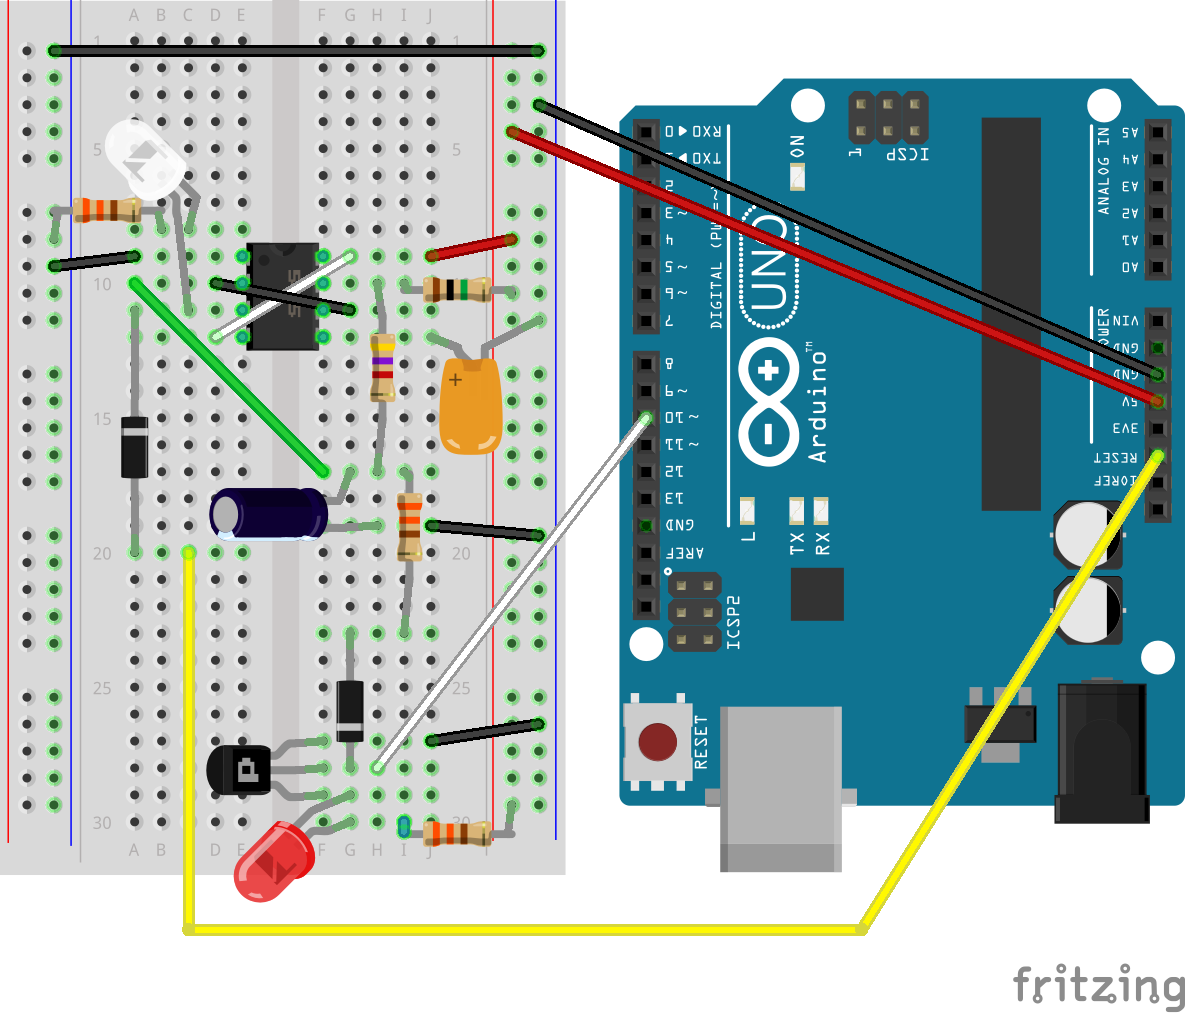 A B C D E F G H I J
1 1
5 5
10
15
20 20
25 25
30 30
A B C D E F G H I J
555
RX0 ◄ 0
TX0 ►
2
~3
4
~5
~6
7
8
~9
~10
~11
12
13
GND
AREF
DIGITAL (PWM=~)
ON
1 ICSP
A5
A4
A3
A2
A1
A0
ANALOG IN
VIN
GND
GND
5V
3V3
RESET
IOREF
POWER
UNO
Arduino™
L
TX
RX
ICSP2
RESET
+
P
fritzing